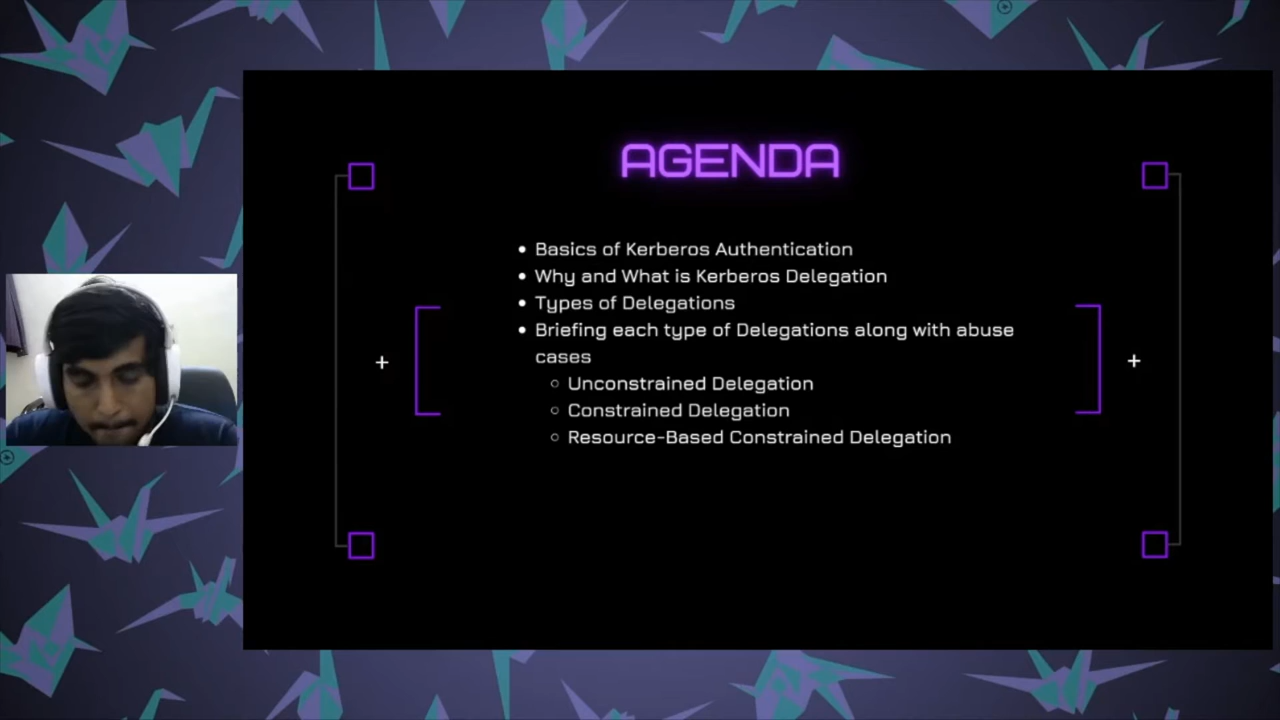 AGENDA
• Basics of Kerberos Authentication
• Why and What is Kerberos Delegation
• Types of Delegations
• Briefing each type of Delegations along with abuse
cases
○ Unconstrained Delegation
○ Constrained Delegation
○ Resource-Based Constrained Delegation